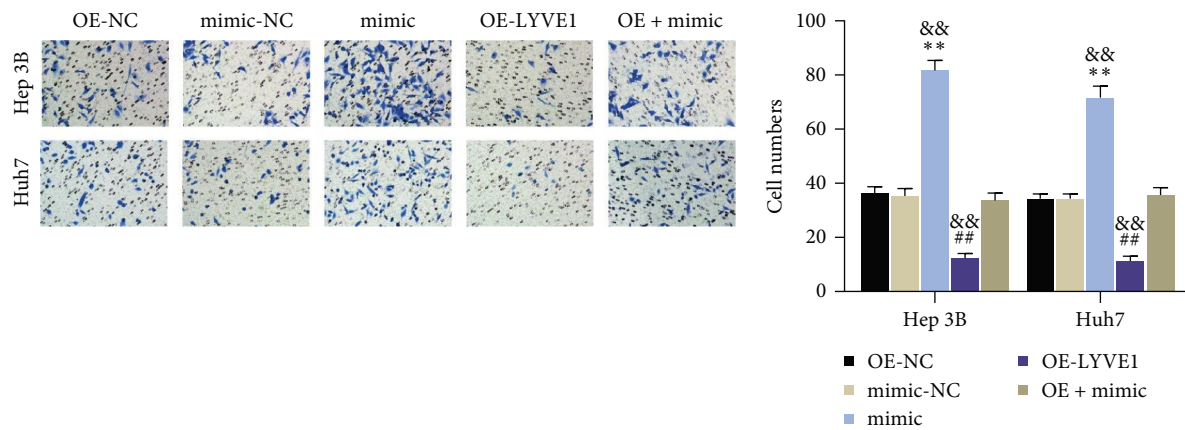 OE-NC mimic-NC mimic OE-LYVE1 OE + mimic
Hep 3B
Huh7
Cell numbers
100
80
60
40
20
0
&& &&
** **
&& &&
## ##
Hep 3B Huh7
OE-NC OE-LYVE1
mimic-NC OE + mimic
mimic